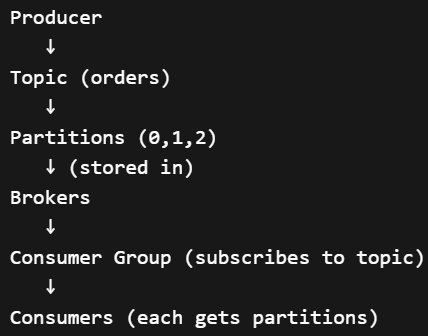 Producer
↓
Topic (orders)
↓
Partitions (0,1,2)
↓ (stored in)
Brokers
↓
Consumer Group (subscribes to topic)
↓
Consumers (each gets partitions)